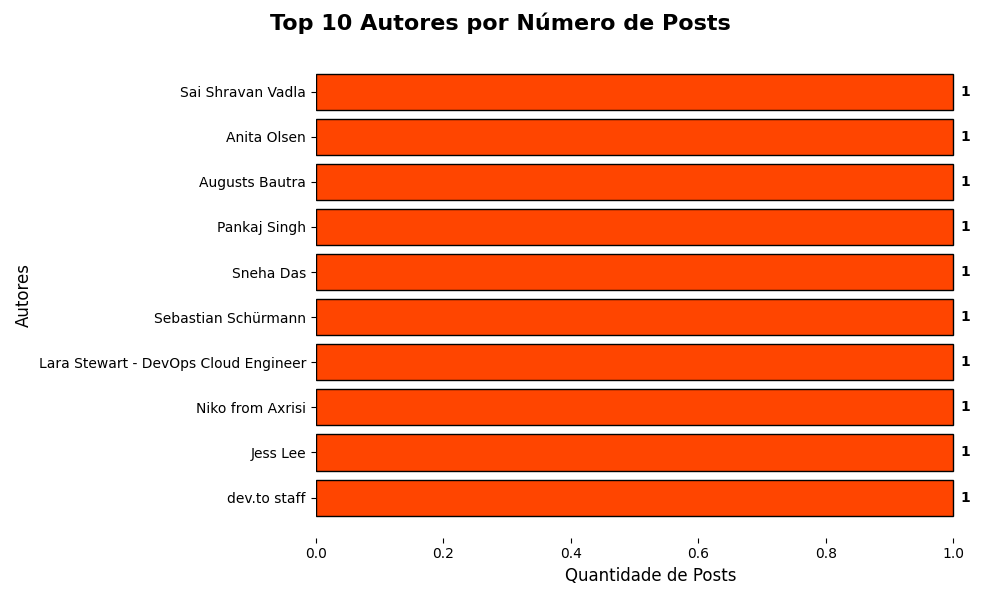 Top 10 Autores por Número de Posts
Sai Shravan Vadla 1
Anita Olsen 1
Augusts Bautra 1
Pankaj Singh 1
Sneha Das 1
Sebastian Schürmann 1
Lara Stewart - DevOps Cloud Engineer 1
Niko from Axrisi 1
Jess Lee 1
dev.to staff 1
Autores
0.0 0.2 0.4 0.6 0.8 1.0
Quantidade de Posts